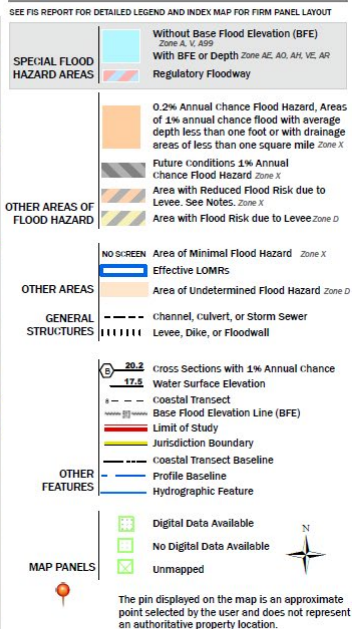 SEE FIS REPORT FOR DETAILED LEGEND AND INDEX MAP FOR FIRM PANEL LAYOUT
SPECIAL FLOOD
HAZARD AREAS
Without Base Flood Elevation (BFE)
Zone A, V, A99
With BFE or Depth Zone AE, AO, AH, VE, AR
Regulatory Floodway
OTHER AREAS OF
FLOOD HAZARD
0.2% Annual Chance Flood Hazard, Areas
of 1% annual chance flood with average
depth less than one foot or with drainage
areas of less than one square mile Zone X
Future Conditions 1% Annual
Chance Flood Hazard Zone X
Area with Reduced Flood Risk due to
Levee. See Notes. Zone X
Area with Flood Risk due to Levee Zone D
OTHER AREAS
NO SCREEN Area of Minimal Flood Hazard Zone X
Effective LOMRs
Area of Undetermined Flood Hazard Zone D
GENERAL
STRUCTURES
Channel, Culvert, or Storm Sewer
Levee, Dike, or Floodwall
OTHER
FEATURES
B 20.2 Cross Sections with 1% Annual Chance
17.5 Water Surface Elevation
Coastal Transect
Base Flood Elevation Line (BFE)
Limit of Study
Jurisdiction Boundary
Coastal Transect Baseline
Profile Baseline
Hydrographic Feature
MAP PANELS
Digital Data Available
No Digital Data Available
Unmapped
N
The pin displayed on the map is an approximate
point selected by the user and does not represent
an authoritative property location.